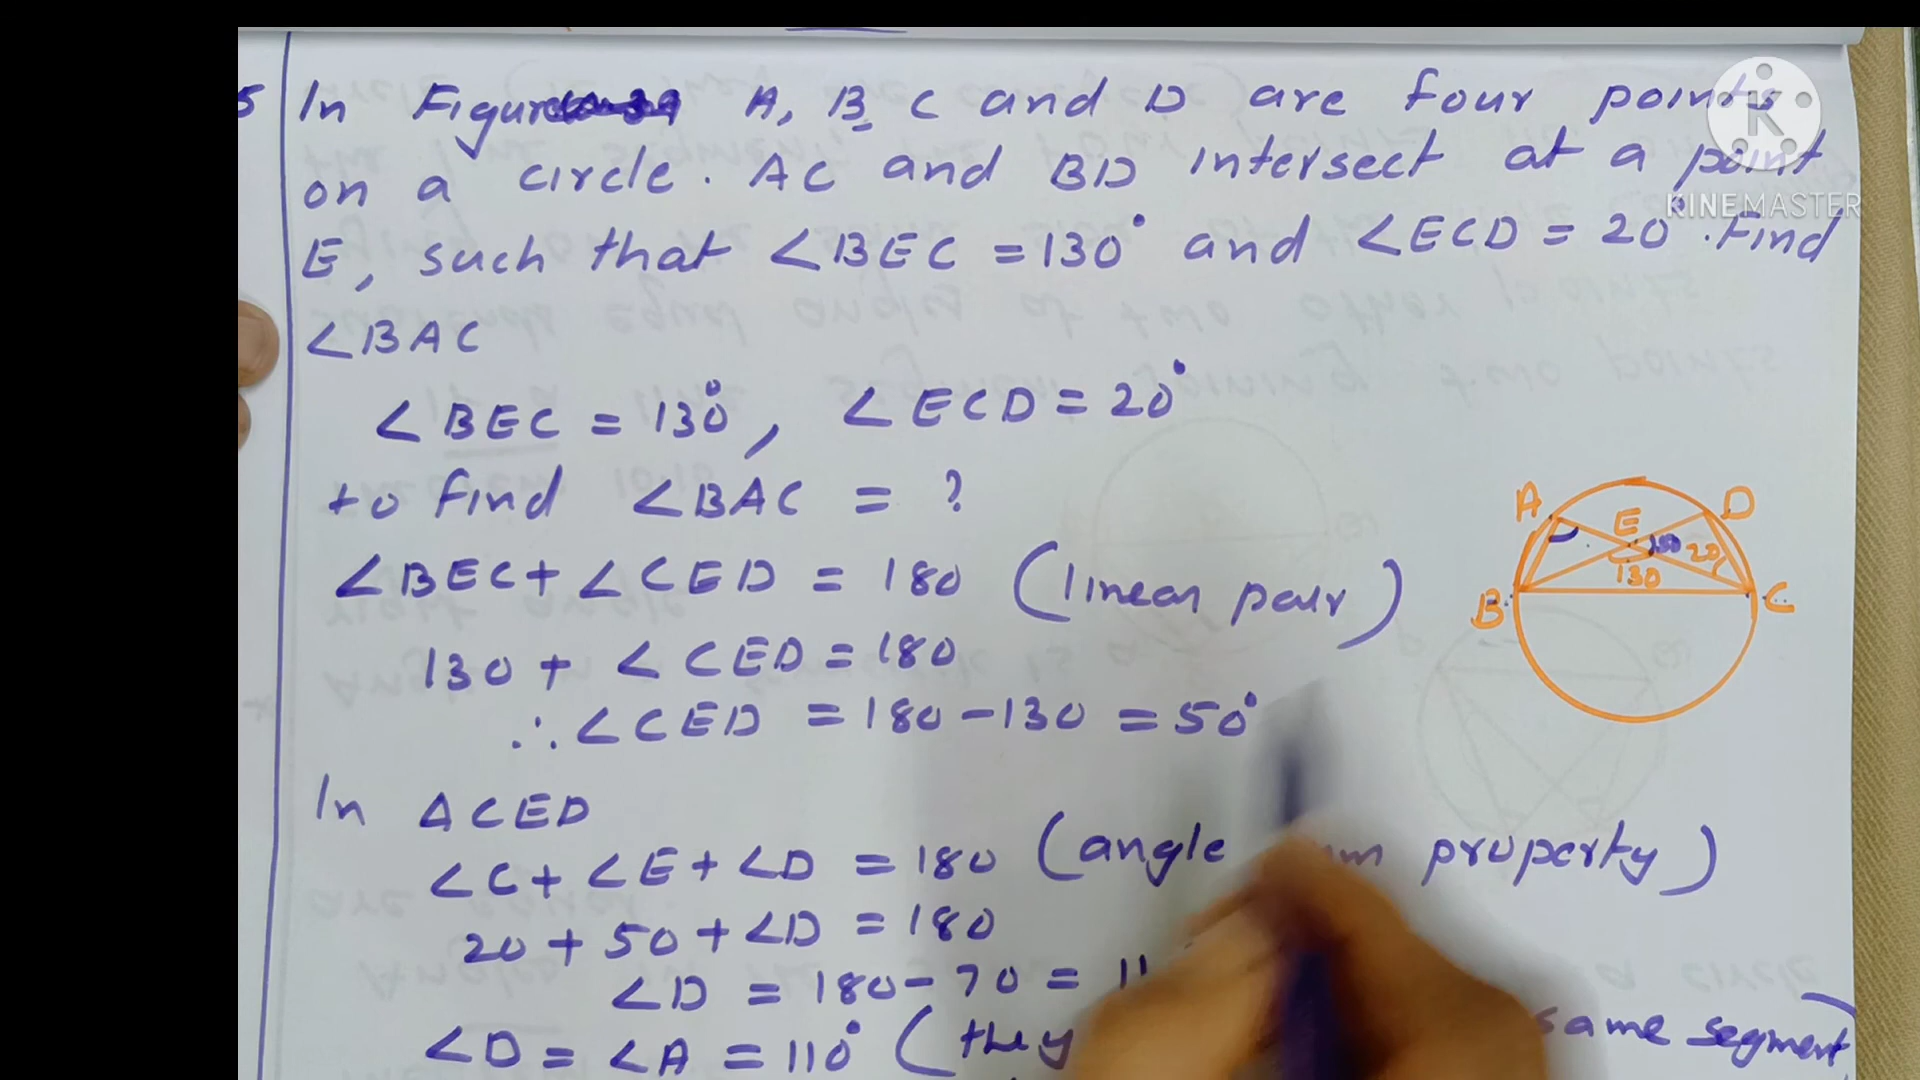 5 In Figure A, B, C and D are four points
on a circle. AC and BD intersect at a point
E, such that ∠BEC = 130° and ∠ECD = 20°. Find
∠BAC
∠BEC = 130°, ∠ECD = 20°
to find ∠BAC = ?
∠BEC + ∠CED = 180 (linear pair)
130 + ∠CED = 180
∴ ∠CED = 180 - 130 = 50°
In ΔCED
∠C + ∠E + ∠D = 180 (angle property)
20 + 50 + ∠D = 180
∠D = 180 - 70 = 11
∠D = ∠A = 110° (they same segment
A
D
E
150
20
130
B
C
K
KINEMASTER